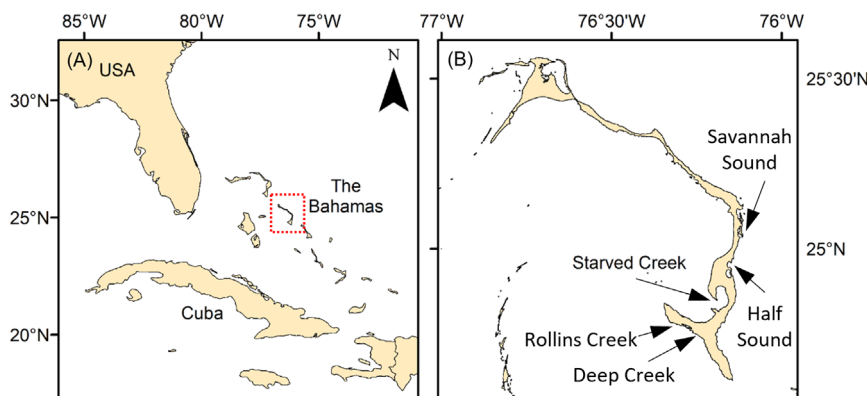 85°W 80°W 75°W 77°W 76°30'W 76°W
(A)
USA
N
(B)
30°N
25°30'N
Savannah
Sound
The
Bahamas
25°N
25°N
Starved Creek
Cuba
Half
Sound
20°N
Rollins Creek
Deep Creek